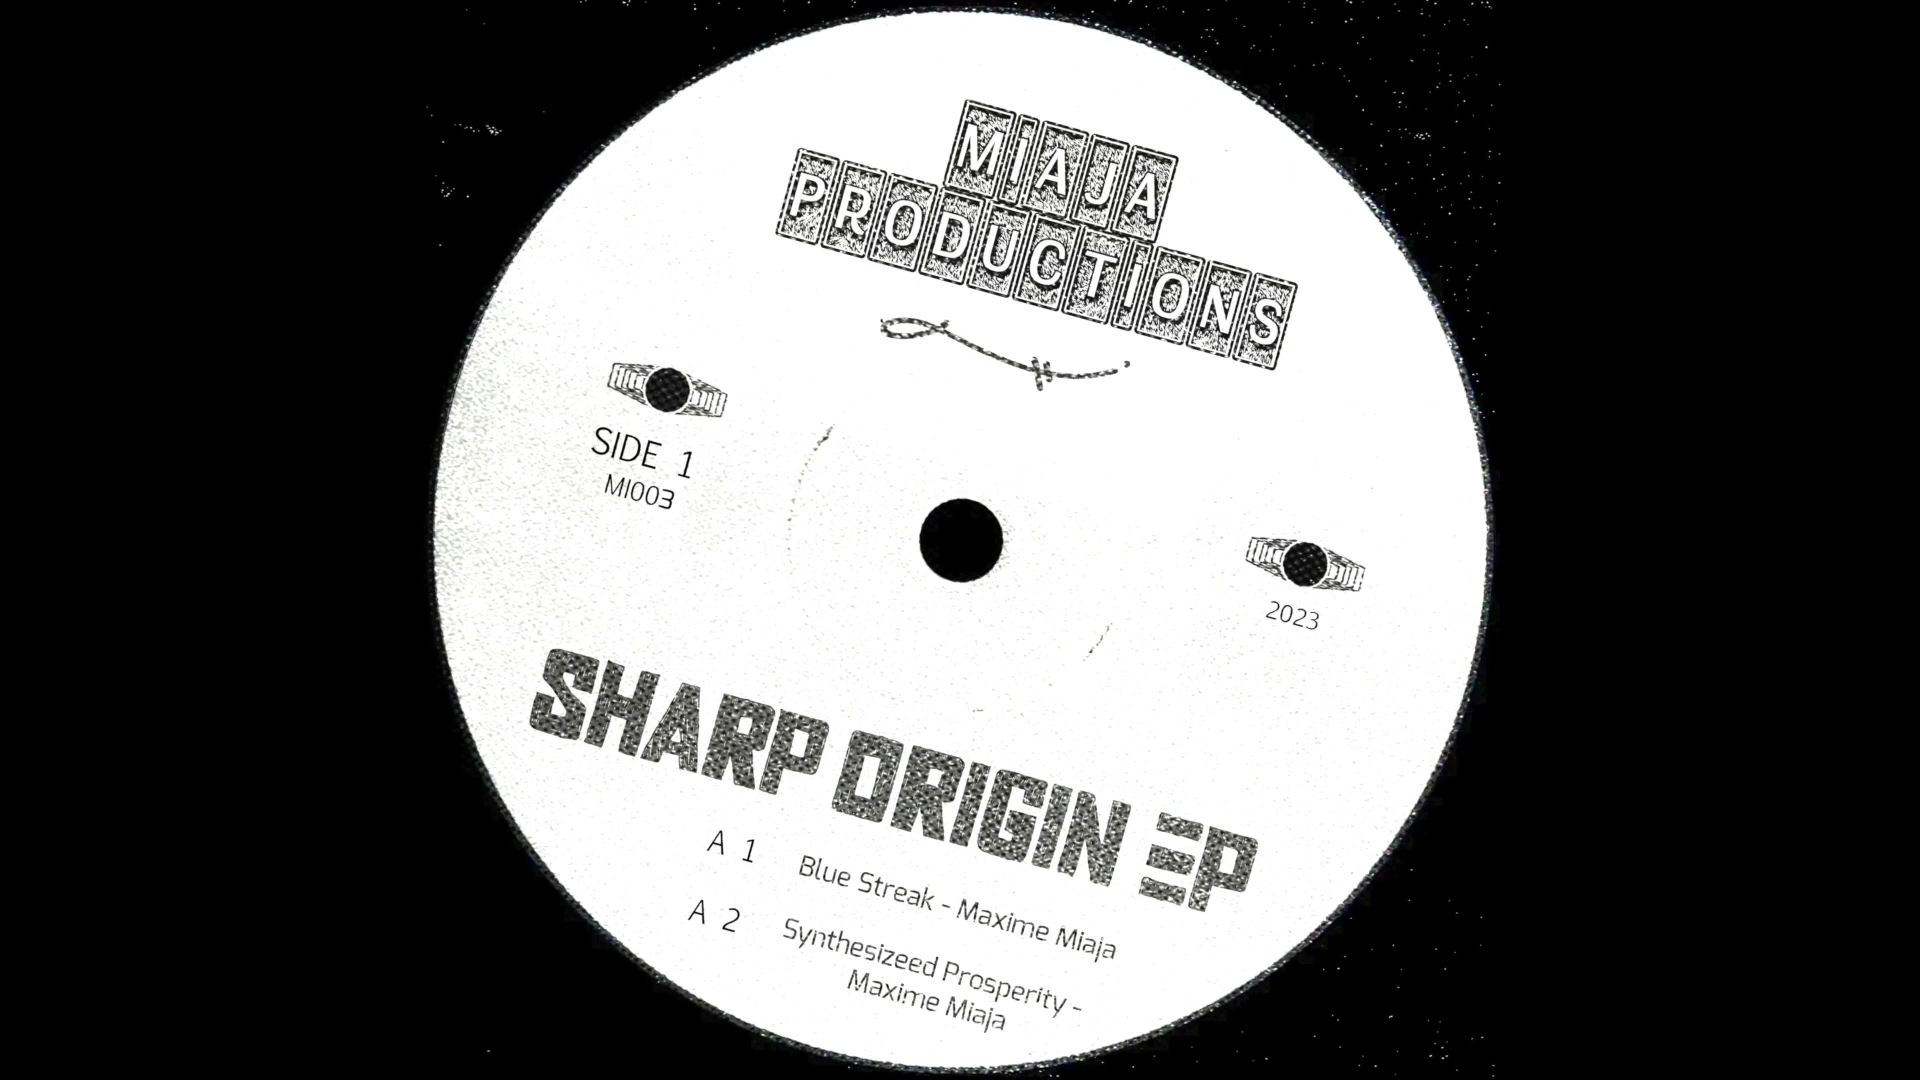 MiAJA
PRODUCTiONS
SIDE 1
MI003
2023
SHARP ORIGIN EP
A 1 Blue Streak - Maxime Miaja
A 2 Synthesizeed Prosperity -
Maxime Miaja